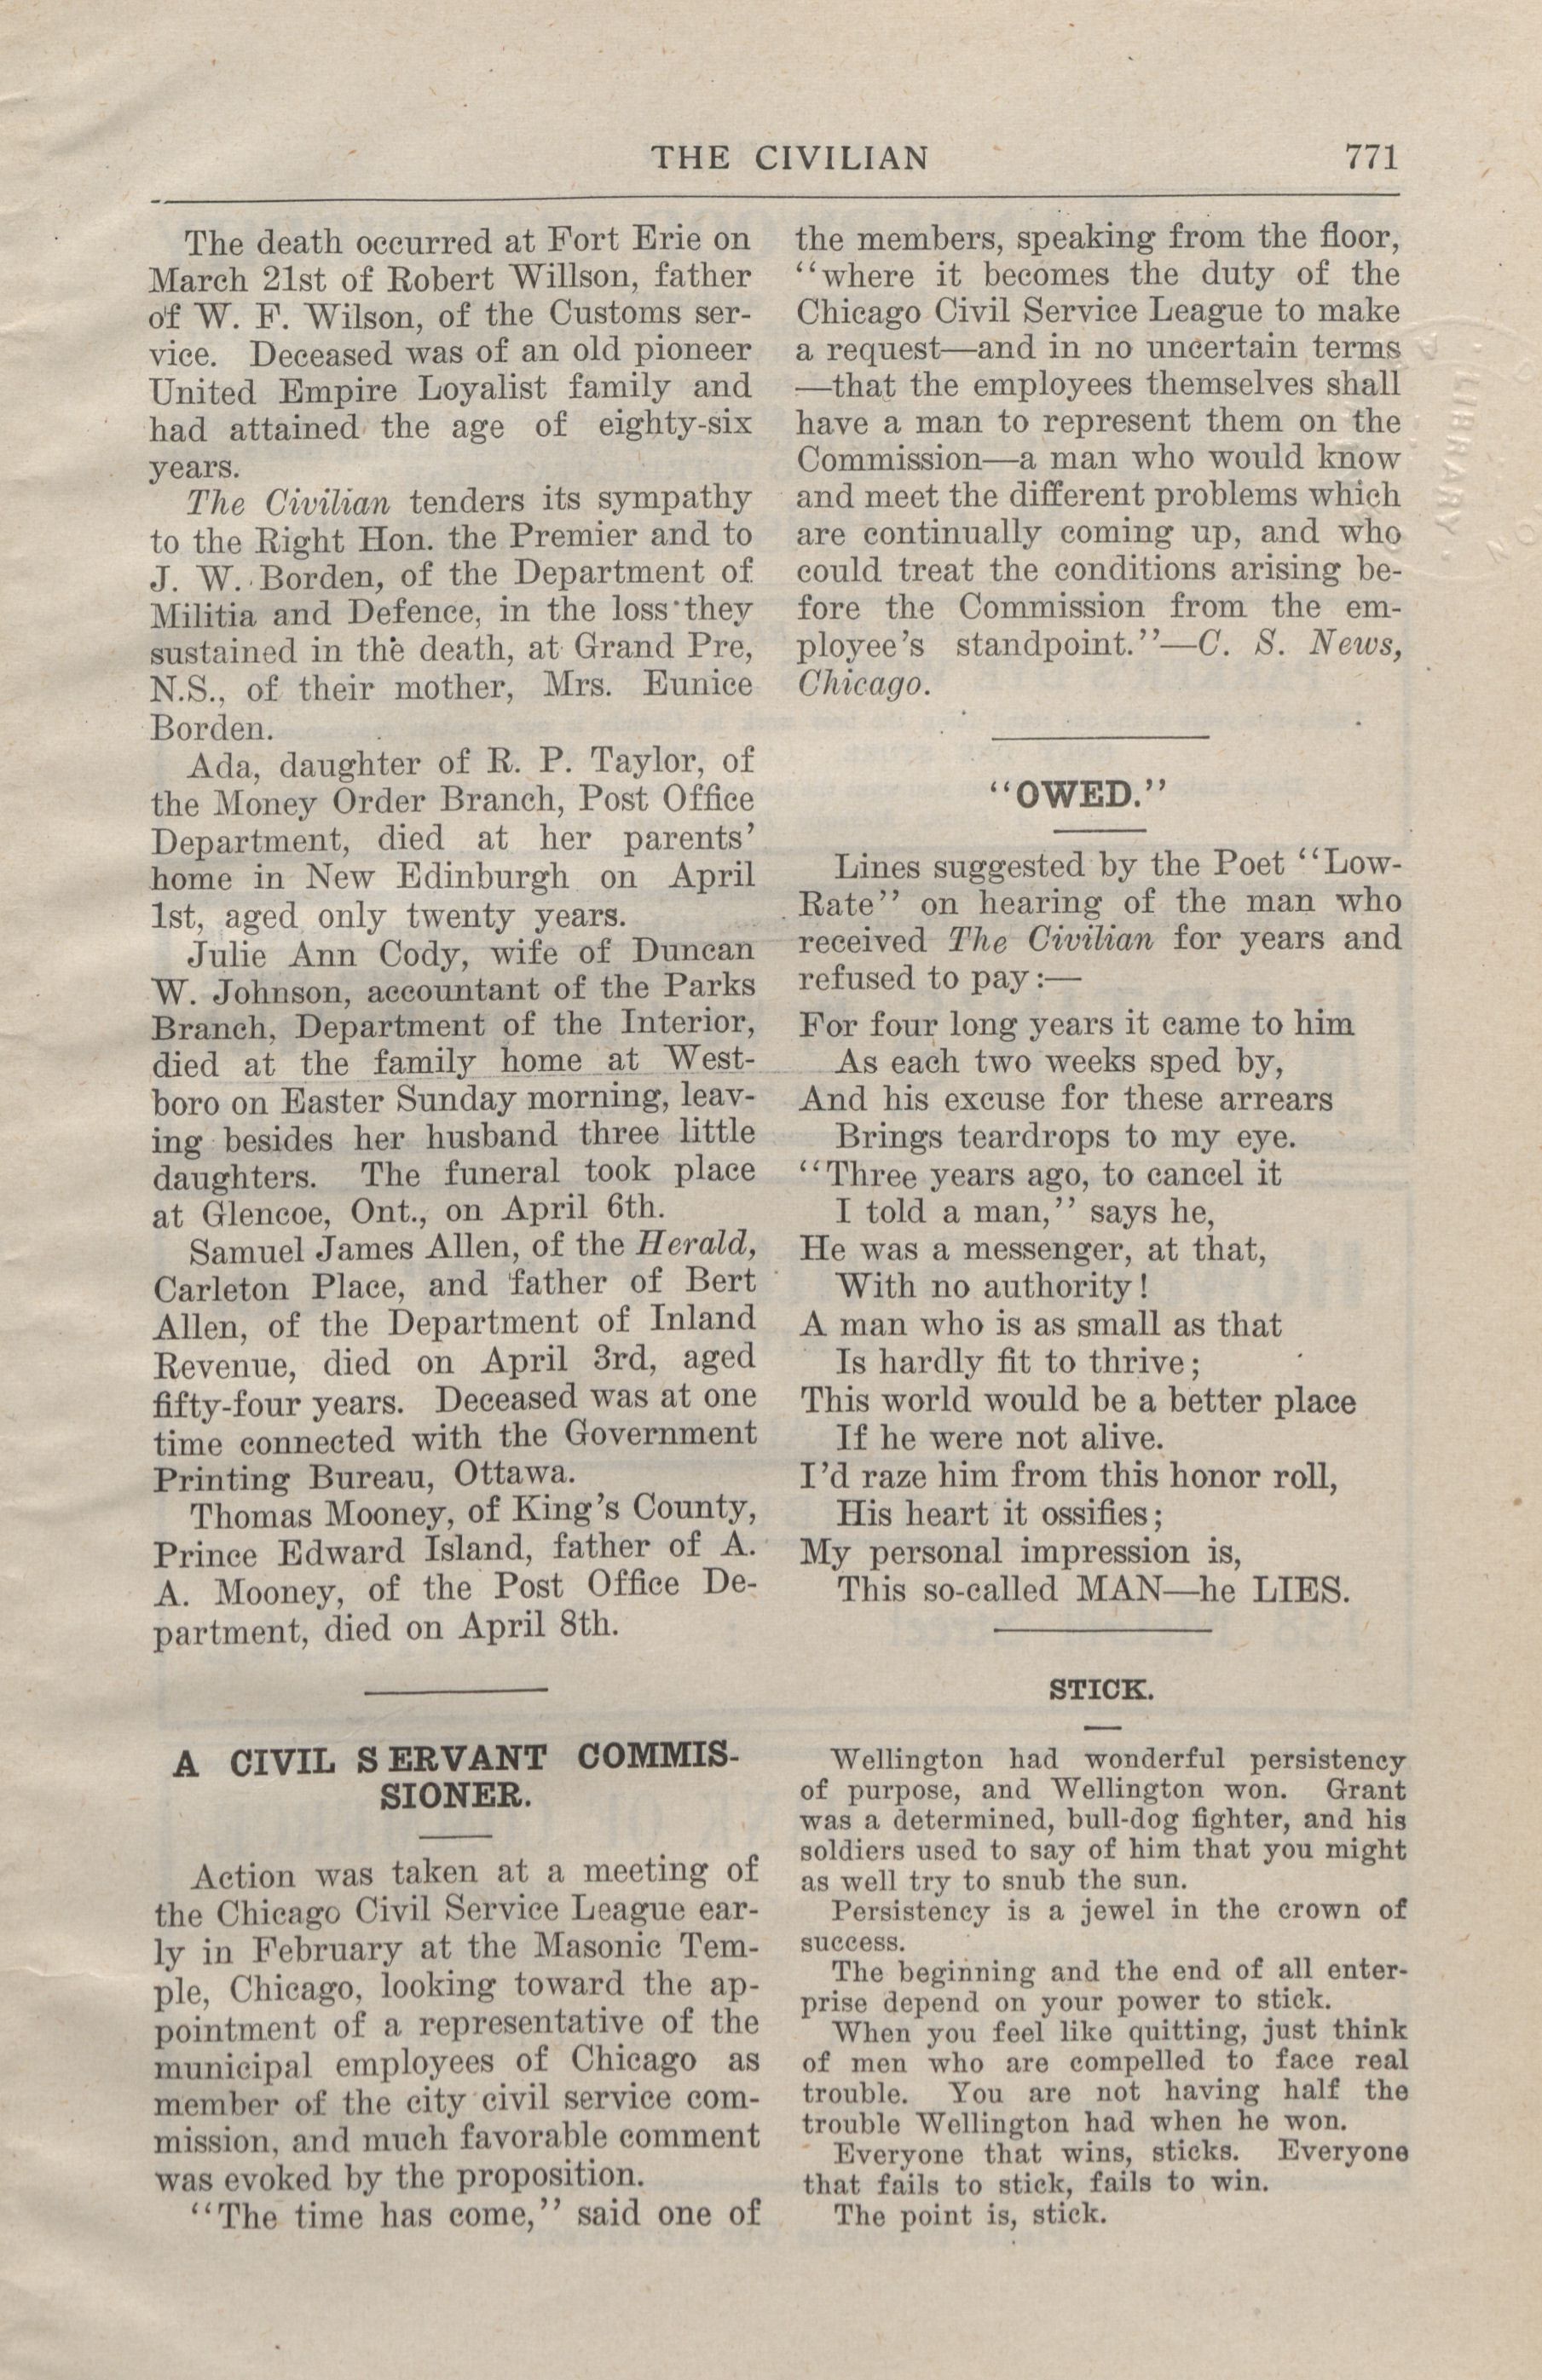 THE CIVILIAN 771
The death occurred at Fort Erie on
March 21st of Robert Willson, father
of W. F. Wilson, of the Customs ser-
vice. Deceased was of an old pioneer
United Empire Loyalist family and
had attained the age of eighty-six
years.
The Civilian tenders its sympathy
to the Right Hon. the Premier and to
J. W. Borden, of the Department of
Militia and Defence, in the loss they
sustained in the death, at Grand Pre,
N.S., of their mother, Mrs. Eunice
Borden.
Ada, daughter of R. P. Taylor, of
the Money Order Branch, Post Office
Department, died at her parents'
home in New Edinburgh on April
1st, aged only twenty years.
Julie Ann Cody, wife of Duncan
W. Johnson, accountant of the Parks
Branch, Department of the Interior,
died at the family home at West-
boro on Easter Sunday morning, leav-
ing besides her husband three little
daughters. The funeral took place
at Glencoe, Ont., on April 6th.
Samuel James Allen, of the Herald,
Carleton Place, and father of Bert
Allen, of the Department of Inland
Revenue, died on April 3rd, aged
fifty-four years. Deceased was at one
time connected with the Government
Printing Bureau, Ottawa.
Thomas Mooney, of King's County,
Prince Edward Island, father of A.
A. Mooney, of the Post Office De-
partment, died on April 8th.
A CIVIL SERVANT COMMIS-
SIONER.
Action was taken at a meeting of
the Chicago Civil Service League ear-
ly in February at the Masonic Tem-
ple, Chicago, looking toward the ap-
pointment of a representative of the
municipal employees of Chicago as
member of the city civil service com-
mission, and much favorable comment
was evoked by the proposition.
"The time has come," said one of
the members, speaking from the floor,
"where it becomes the duty of the
Chicago Civil Service League to make
a request—and in no uncertain terms
—that the employees themselves shall
have a man to represent them on the
Commission—a man who would know
and meet the different problems which
are continually coming up, and who
could treat the conditions arising be-
fore the Commission from the em-
ployee's standpoint."—C. S. News,
Chicago.
"OWED."
Lines suggested by the Poet "Low-
Rate" on hearing of the man who
received The Civilian for years and
refused to pay:—
For four long years it came to him
As each two weeks sped by,
And his excuse for these arrears
Brings teardrops to my eye.
"Three years ago, to cancel it
I told a man," says he,
He was a messenger, at that,
With no authority!
A man who is as small as that
Is hardly fit to thrive;
This world would be a better place
If he were not alive.
I'd raze him from this honor roll,
His heart it ossifies;
My personal impression is,
This so-called MAN—he LIES.
STICK.
Wellington had wonderful persistency
of purpose, and Wellington won. Grant
was a determined, bull-dog fighter, and his
soldiers used to say of him that you might
as well try to snub the sun.
Persistency is a jewel in the crown of
success.
The beginning and the end of all enter-
prise depend on your power to stick.
When you feel like quitting, just think
of men who are compelled to face real
trouble. You are not having half the
trouble Wellington had when he won.
Everyone that wins, sticks. Everyone
that fails to stick, fails to win.
The point is, stick.
LIBRARY